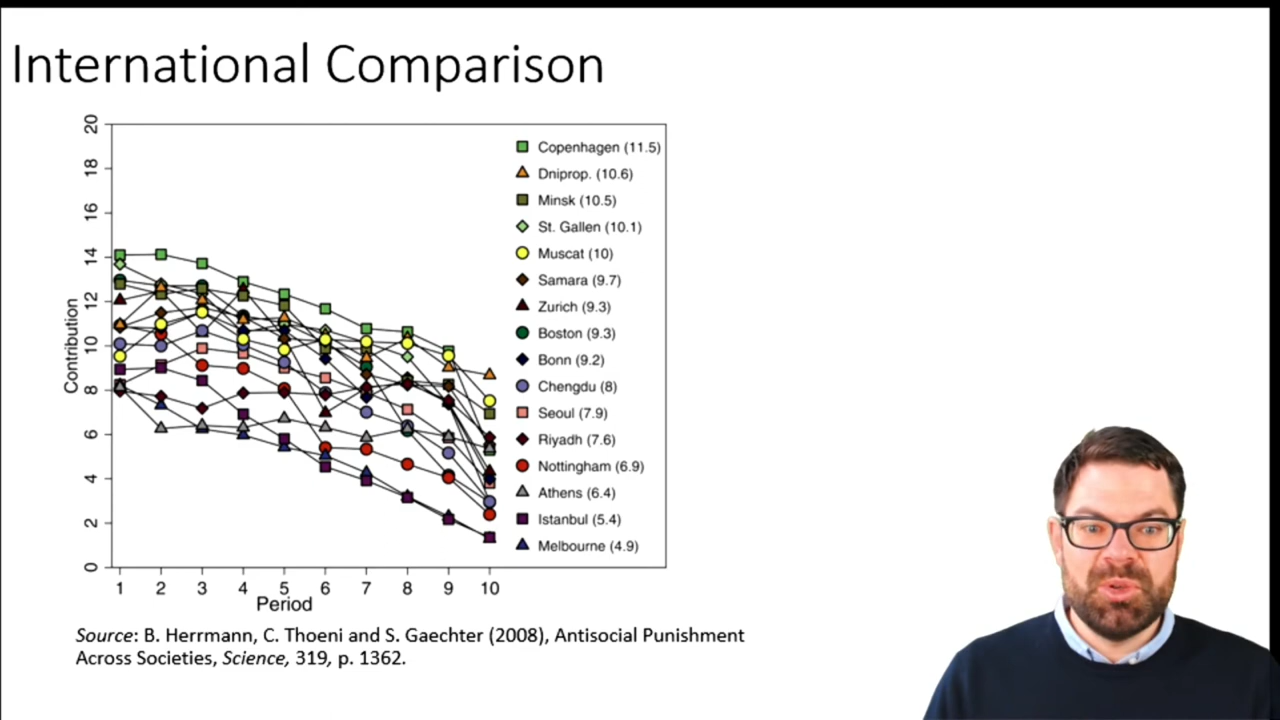 International Comparison
20
18
16
14
12
10
8
6
4
2
0
Contribution
1 2 3 4 5 6 7 8 9 10
Period
Copenhagen (11.5)
Dniprop. (10.6)
Minsk (10.5)
St. Gallen (10.1)
Muscat (10)
Samara (9.7)
Zurich (9.3)
Boston (9.3)
Bonn (9.2)
Chengdu (8)
Seoul (7.9)
Riyadh (7.6)
Nottingham (6.9)
Athens (6.4)
Istanbul (5.4)
Melbourne (4.9)
Source: B. Herrmann, C. Thoeni and S. Gaechter (2008), Antisocial Punishment
Across Societies, Science, 319, p. 1362.